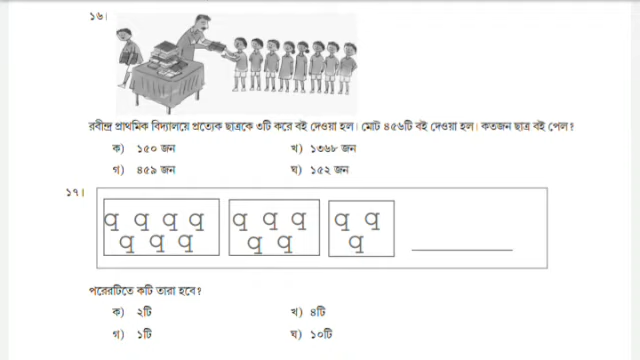 ১৬।
রবীন্দ্র প্রাথমিক বিদ্যালয়ে প্রত্যেক ছাত্রকে ৩টি করে বই দেওয়া হল। মোট ৪৫৬টি বই দেওয়া হল। কতজন ছাত্র বই পেল?
ক) ১৫০ জন খ) ১৩৬৮ জন
গ) ৪৫৯ জন ঘ) ১৫২ জন
১৭।
q q q q q q q q q
q q q q q q
পরেরটিতে কটি তারা হবে?
ক) ২টি খ) ৪টি
গ) ১টি ঘ) ১০টি